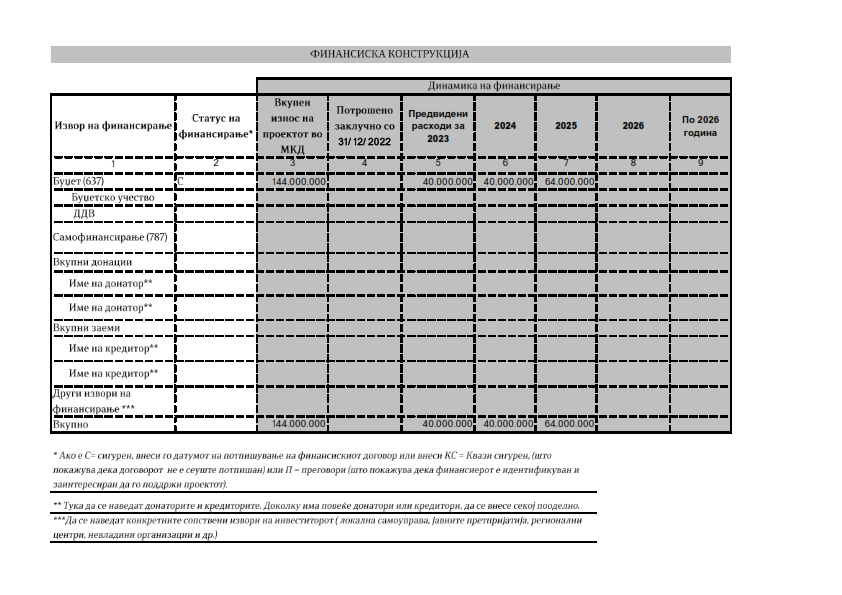 ФИНАНСИСКА КОНСТРУКЦИЈА
Динамика на финансирање
Извор на финансирање
Статус на
финансирање*
Вкупен
износ на
проектот во
МКД
Потрошено
заклучно со
31/12/2022
Предвидени
расходи за
2023
2024
2025
2026
По 2026
година
1 2 3 4 5 6 7 8 9
Буџет (637) С 144.000.000 40.000.000 40.000.000 64.000.000
Буџетско учество
ДДВ
Самофинансирање (787)
Вкупни донации
Име на донатор**
Име на донатор**
Вкупни заеми
Име на кредитор**
Име на кредитор**
Други извори на
финансирање ***
Вкупно 144.000.000 40.000.000 40.000.000 64.000.000
* Ако е С= сигурен, внеси го датумот на потпишување на финансискиот договор или внеси КС = Квази сигурен, (што
покажува дека договорот не е сеуште потпишан) или П = преговори (што покажува дека финансиерот е идентификуван и
заинтересиран да го поддржи проектот).
** Тука да се наведат донаторите и кредиторите. Доколку има повеќе донатори или кредитори, да се внесе секој пооделно.
***Да се наведат конкретните сопствени извори на инвеститорот ( локална самоуправа, јавните претпријатија, регионални
центри, невладини организации и др.)